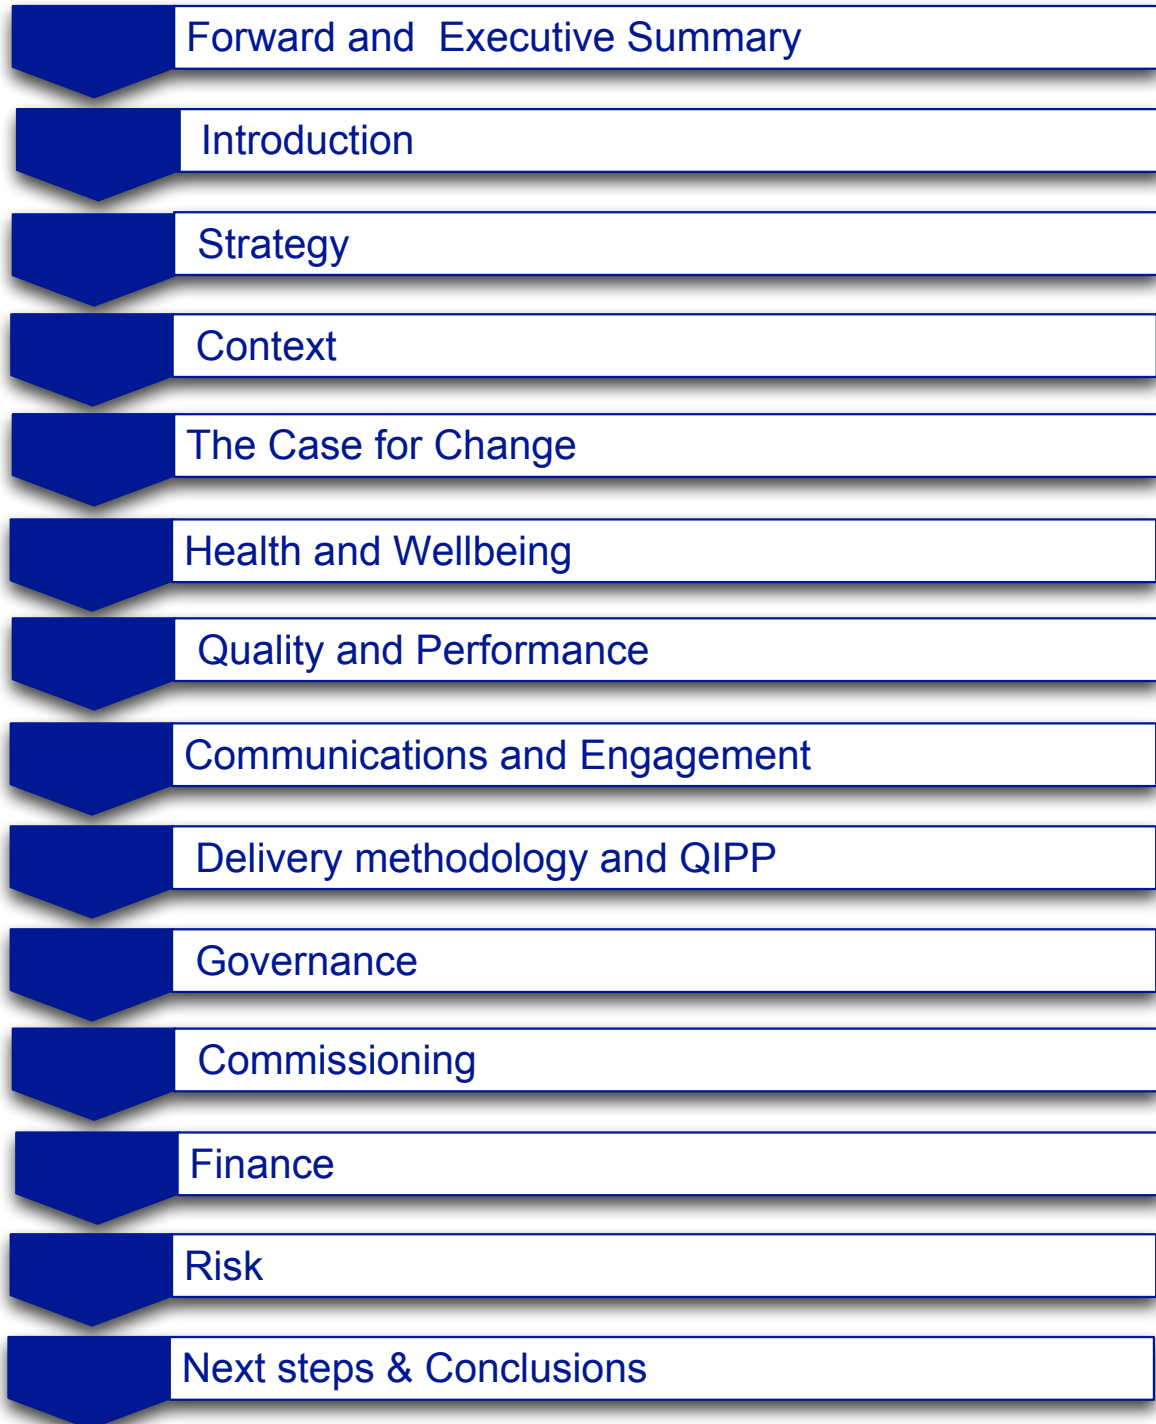 Forward and  Executive Summary
Introduction
Strategy
Context
The Case for Change
Health and Wellbeing
Quality and Performance
Communications and Engagement
Delivery methodology and QIPP
Governance
Commissioning
Finance
Risk
Next steps & Conclusions